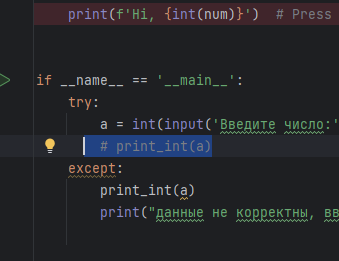 print(f'Hi, {int(num)}')  # Press
if __name__ == '__main__':
try:
a = int(input('Введите число:'
# print_int(a)
except:
print_int(a)
print("данные не корректны, вв